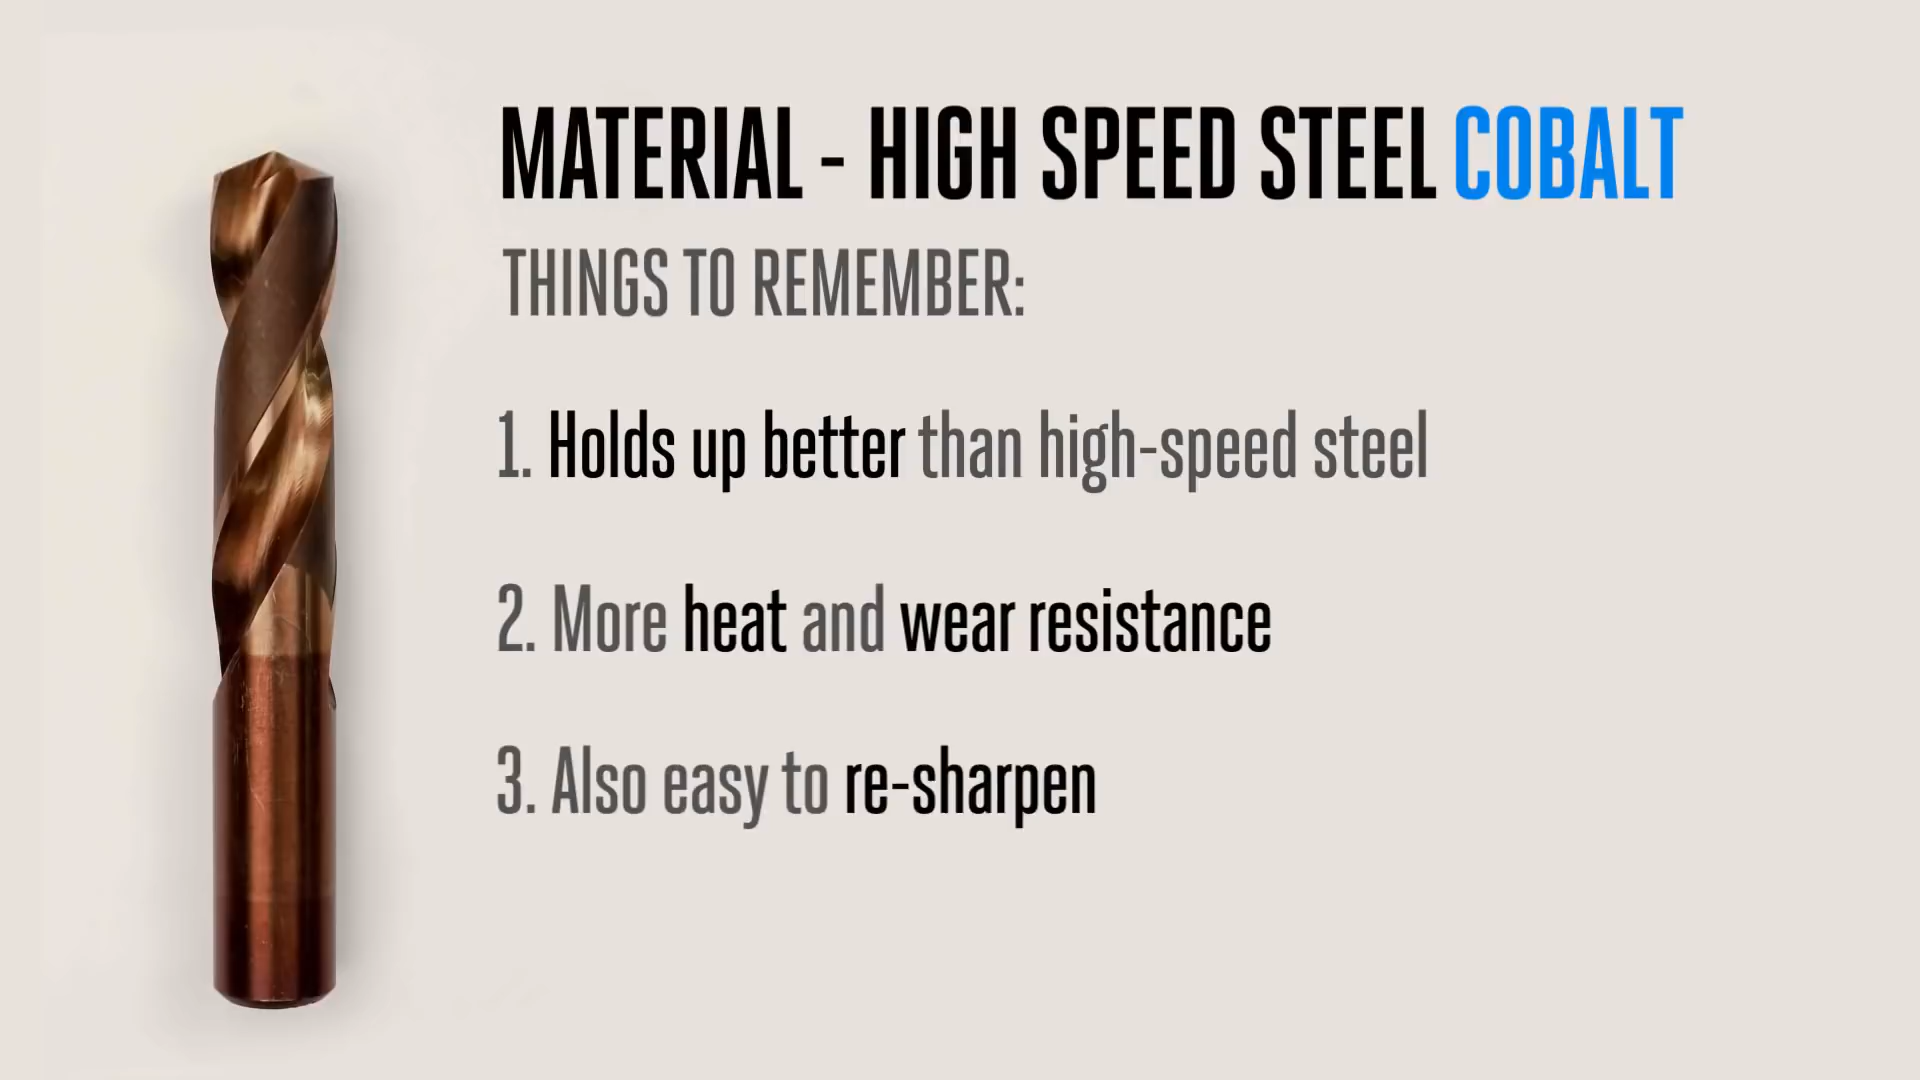 MATERIAL - HIGH SPEED STEEL COBALT
THINGS TO REMEMBER:
1. Holds up better than high-speed steel
2. More heat and wear resistance
3. Also easy to re-sharpen